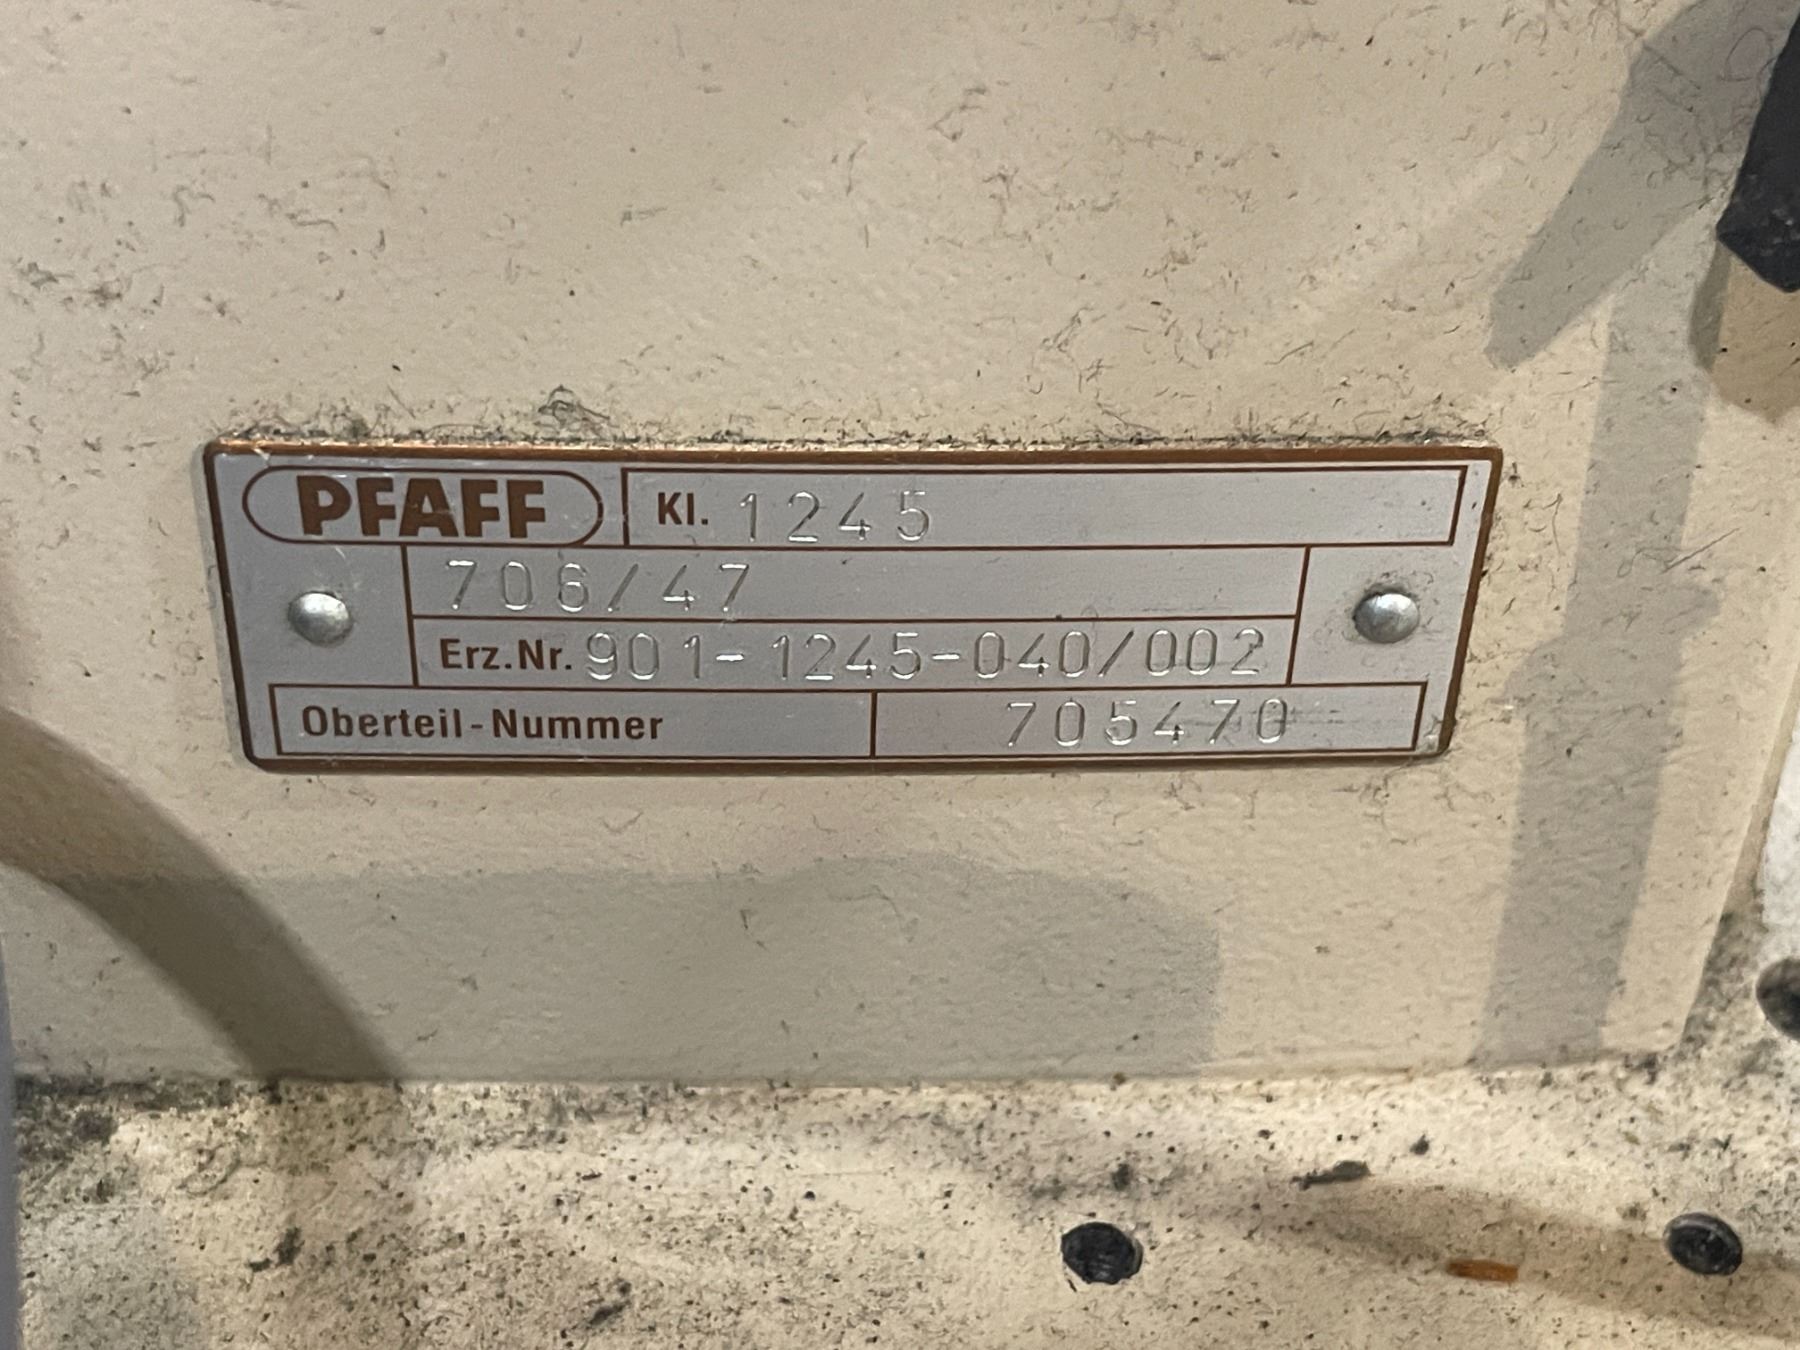 PFAFF Kl. 1245
706/47
Erz.Nr. 901-1245-040/002
Oberteil-Nummer 705470